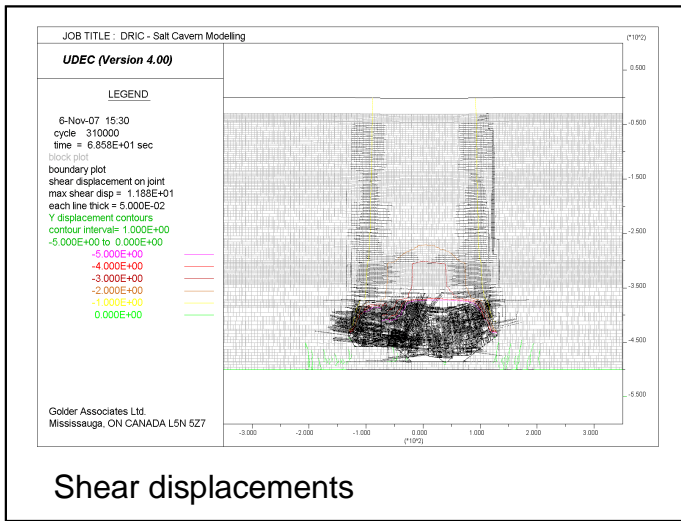 JOB TITLE : DRIC - Salt Cavern Modelling
(*10^2)
UDEC (Version 4.00)
LEGEND
6-Nov-07 15:30
cycle 310000
time = 6.858E+01 sec
block plot
boundary plot
shear displacement on joint
max shear disp = 1.188E+01
each line thick = 5.000E-02
Y displacement contours
contour interval= 1.000E+00
-5.000E+00 to 0.000E+00
-5.000E+00
-4.000E+00
-3.000E+00
-2.000E+00
-1.000E+00
0.000E+00
Golder Associates Ltd.
Mississauga, ON CANADA L5N 5Z7
0.500
-0.500
-1.500
-2.500
-3.500
-4.500
-5.500
-3.000 -2.000 -1.000 0.000 1.000 2.000 3.000
(*10^2)
Shear displacements